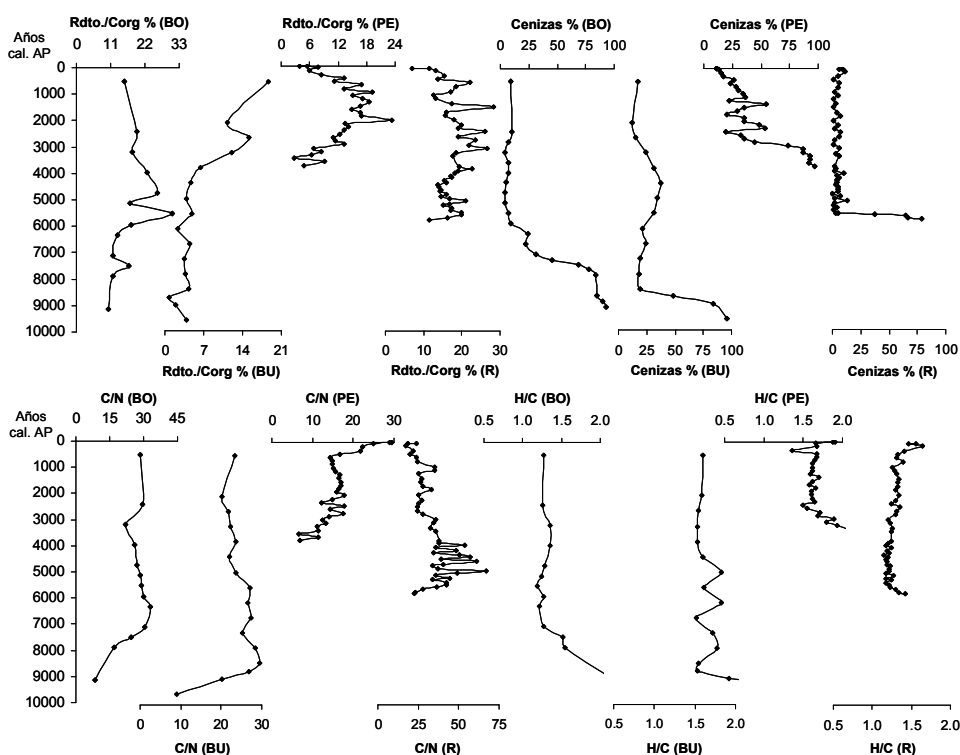 Rdto./Corg % (BO)
0 11 22 33
Rdto./Corg % (PE)
0 6 12 18 24
Cenizas % (BO)
0 25 50 75 100
Cenizas % (PE)
0 25 50 75 100
Años
cal. AP
0
1000
2000
3000
4000
5000
6000
7000
8000
9000
10000
0 7 14 21
Rdto./Corg % (BU)
0 10 20 30
Rdto./Corg % (R)
0 25 50 75 100
Cenizas % (BU)
0 25 50 75 100
Cenizas % (R)
C/N (BO)
0 15 30 45
C/N (PE)
0 10 20 30
H/C (BO)
0.5 1.0 1.5 2.0
H/C (PE)
0.5 1.0 1.5 2.0
Años
cal. AP
0
1000
2000
3000
4000
5000
6000
7000
8000
9000
10000
0 10 20 30
C/N (BU)
0 25 50 75
C/N (R)
0.5 1.0 1.5 2.0
H/C (BU)
0.5 1.0 1.5 2.0
H/C (R)